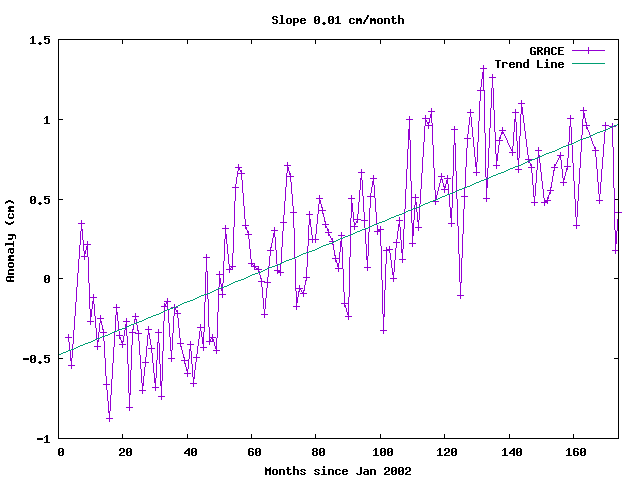 Slope 0.01 cm/month
1.5
GRACE
Trend Line
1
0.5
Anomaly (cm)
0
-0.5
-1
0 20 40 60 80 100 120 140 160
Months since Jan 2002